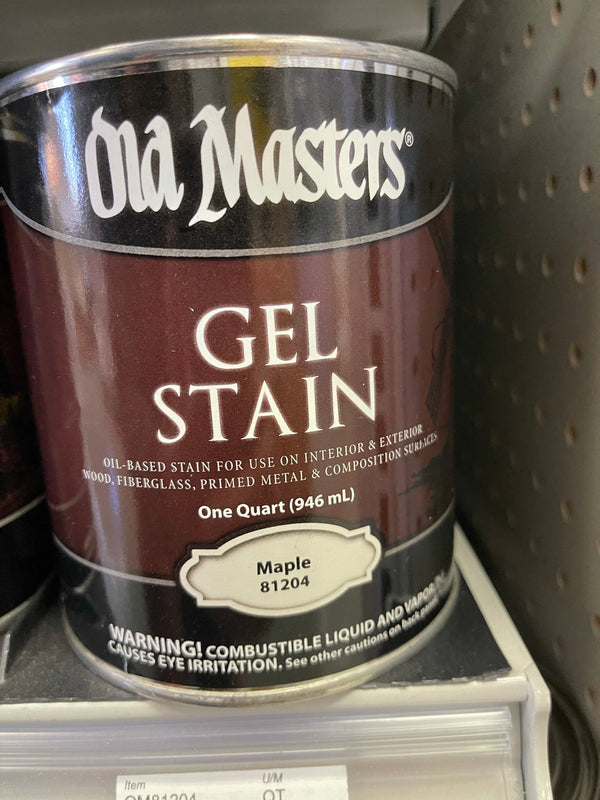 Old Masters®
GEL
STAIN
OIL-BASED STAIN FOR USE ON INTERIOR & EXTERIOR
WOOD, FIBERGLASS, PRIMED METAL & COMPOSITION SURFACES
One Quart (946 mL)
Maple
81204
WARNING! COMBUSTIBLE LIQUID AND VAPOR.
CAUSES EYE IRRITATION. See other cautions on back panel.
Item U/M
OM81204 QT